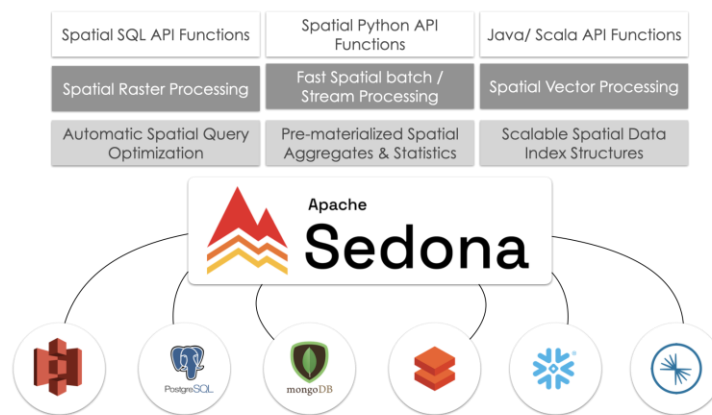 Spatial SQL API Functions
Spatial Python API
Functions
Java/ Scala API Functions
Spatial Raster Processing
Fast Spatial batch /
Stream Processing
Spatial Vector Processing
Automatic Spatial Query
Optimization
Pre-materialized Spatial
Aggregates & Statistics
Scalable Spatial Data
Index Structures
Apache
Sedona
PostgreSQL
mongoDB